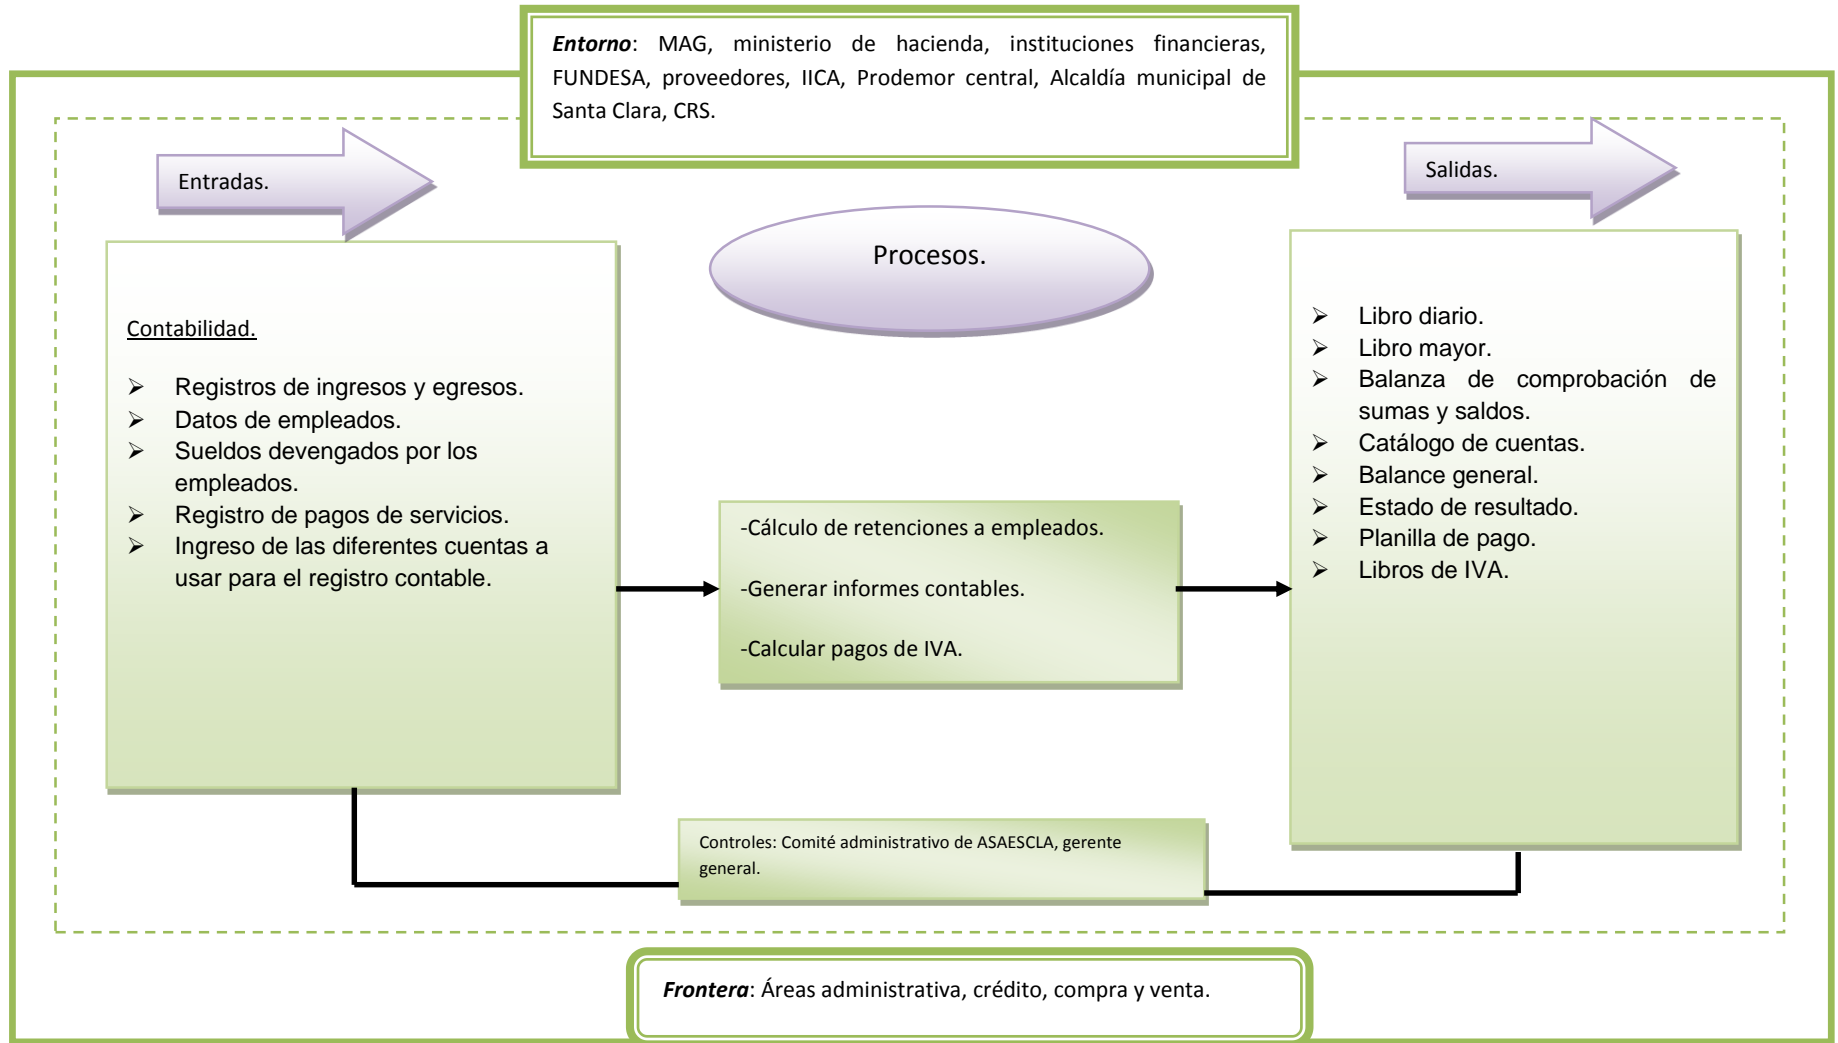 Entorno: MAG, ministerio de hacienda, instituciones financieras,
FUNDESA, proveedores, IICA, Prodemor central, Alcaldía municipal de
Santa Clara, CRS.
Entradas.
Salidas.
Procesos.
Contabilidad.
➢ Registros de ingresos y egresos.
➢ Datos de empleados.
➢ Sueldos devengados por los
empleados.
➢ Registro de pagos de servicios.
➢ Ingreso de las diferentes cuentas a
usar para el registro contable.
-Cálculo de retenciones a empleados.
-Generar informes contables.
-Calcular pagos de IVA.
➢ Libro diario.
➢ Libro mayor.
➢ Balanza de comprobación de
sumas y saldos.
➢ Catálogo de cuentas.
➢ Balance general.
➢ Estado de resultado.
➢ Planilla de pago.
➢ Libros de IVA.
Controles: Comité administrativo de ASAESCLA, gerente
general.
Frontera: Áreas administrativa, crédito, compra y venta.